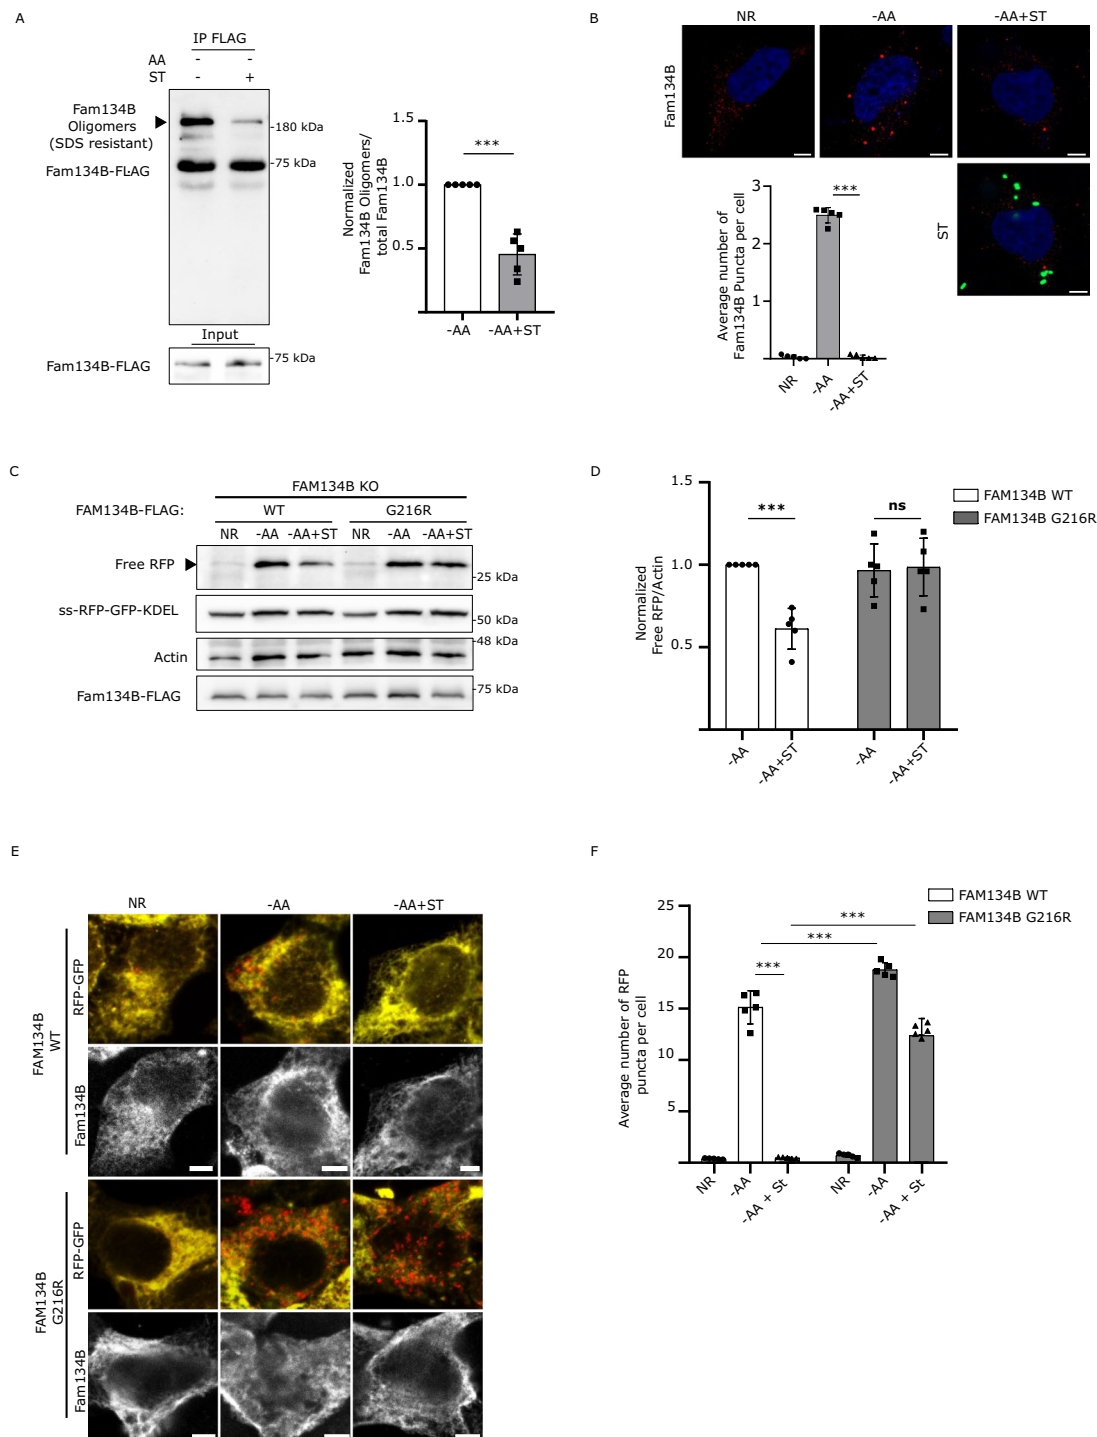 A
IP FLAG
AA - -
ST - +
Fam134B
Oligomers
(SDS resistant)
-180 kDa
-75 kDa
Fam134B-FLAG
Input
-75 kDa
Fam134B-FLAG
Normalized
Fam134B Oligomers/
total Fam134B
1.5
1.0
0.5
***
-AA
-AA+ST
B
NR
-AA
-AA+ST
Fam134B
ST
Average number of
Fam134B Puncta per cell
3
2
1
***
NR
-AA
-AA+ST
C
FAM134B KO
FAM134B-FLAG:
WT
G216R
NR -AA -AA+ST NR -AA -AA+ST
Free RFP
-25 kDa
ss-RFP-GFP-KDEL
-50 kDa
-48 kDa
Actin
Fam134B-FLAG
-75 kDa
D
Normalized
Free RFP/Actin
1.5
1.0
0.5
***
ns
FAM134B WT
FAM134B G216R
-AA
-AA+ST
-AA
-AA+ST
E
NR
-AA
-AA+ST
FAM134B
WT
RFP-GFP
Fam134B
FAM134B
G216R
RFP-GFP
Fam134B
F
Average number of RFP
puncta per cell
25
20
15
10
5
***
***
***
FAM134B WT
FAM134B G216R
NR
-AA
-AA + St
NR
-AA
-AA + St